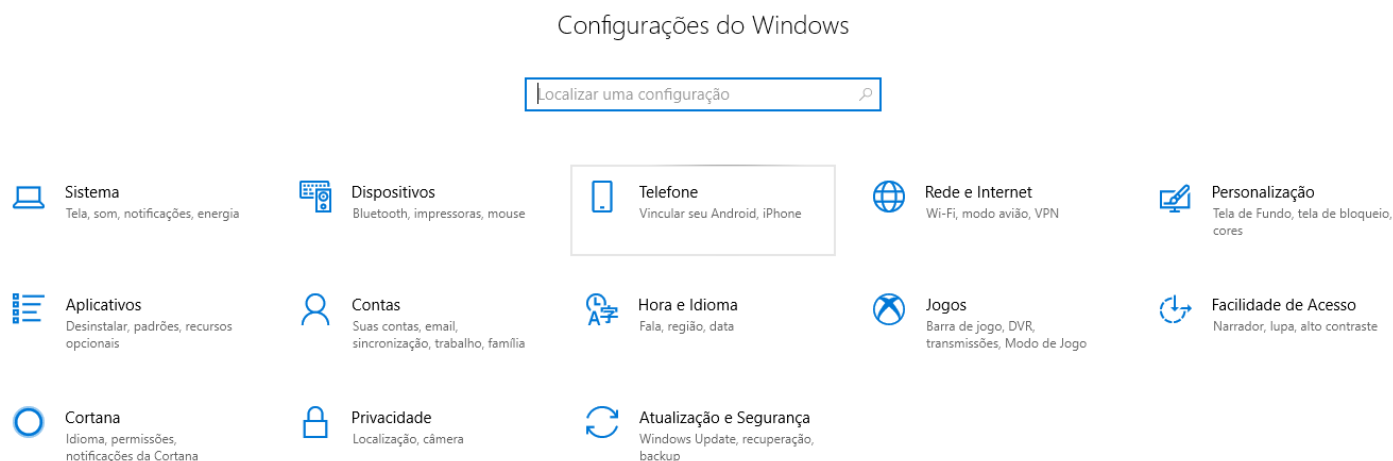 Configurações do Windows
Localizar uma configuração
Sistema
Tela, som, notificações, energia
Dispositivos
Bluetooth, impressoras, mouse
Telefone
Vincular seu Android, iPhone
Rede e Internet
Wi-Fi, modo avião, VPN
Personalização
Tela de Fundo, tela de bloqueio,
cores
Aplicativos
Desinstalar, padrões, recursos
opcionais
Contas
Suas contas, email,
sincronização, trabalho, família
Hora e Idioma
Fala, região, data
Jogos
Barra de jogo, DVR,
transmissões, Modo de Jogo
Facilidade de Acesso
Narrador, lupa, alto contraste
Cortana
Idioma, permissões,
notificações da Cortana
Privacidade
Localização, câmera
Atualização e Segurança
Windows Update, recuperação,
backup